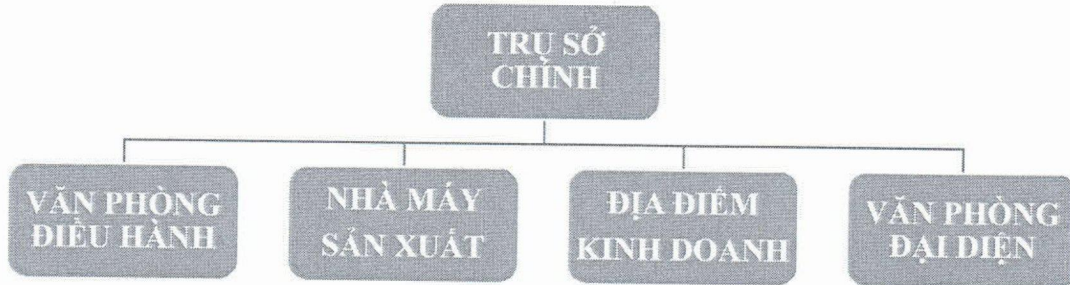 TRỤ SỞ
CHÍNH
VĂN PHÒNG
ĐIỀU HÀNH
NHÀ MÁY
SẢN XUẤT
ĐỊA ĐIỂM
KINH DOANH
VĂN PHÒNG
ĐẠI DIỆN